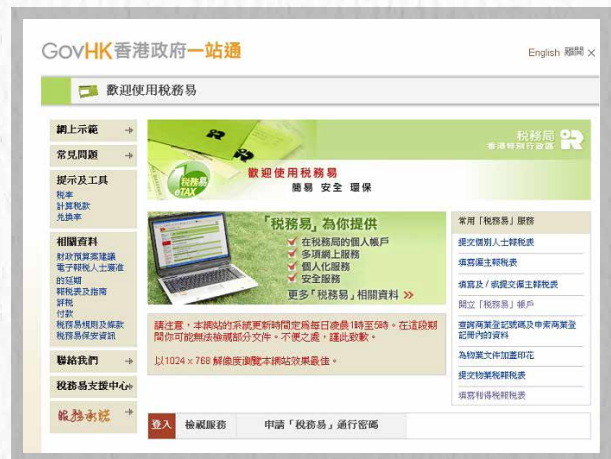 GovHK香港政府一站通
English 離開 ×
歡迎使用稅務易
網上示範
常見問題
提示及工具
稅率
計算稅款
兌換率
相關資料
財政預算案建議
電子報稅人士獲准
的延期
報稅表及指南
評稅
付款
稅務易規則及條款
稅務易保安資訊
聯絡我們
稅務易支援中心
服務承諾
稅務局
香港特別行政區
稅務易
eTAX
歡迎使用稅務易
簡易 安全 環保
「稅務易」為你提供
在稅務局的個人帳戶
多項網上服務
個人化服務
安全服務
更多「稅務易」相關資料
請注意，本網站的系統更新時間定為每日凌晨1時至5時。在這段期
間你可能無法檢視部分文件。不便之處，謹此致歉。
以1024 x 768 解像度瀏覽本網站效果最佳。
常用「稅務易」服務
提交個別人士報稅表
填寫僱主報稅表
填寫及 / 或提交僱主報稅表
開立「稅務易」帳戶
查詢商業登記號碼及申索商業登
記冊內的資料
為物業文件加蓋印花
提交物業稅報稅表
填寫利得稅報稅表
登入 檢視服務 申請「稅務易」通行密碼